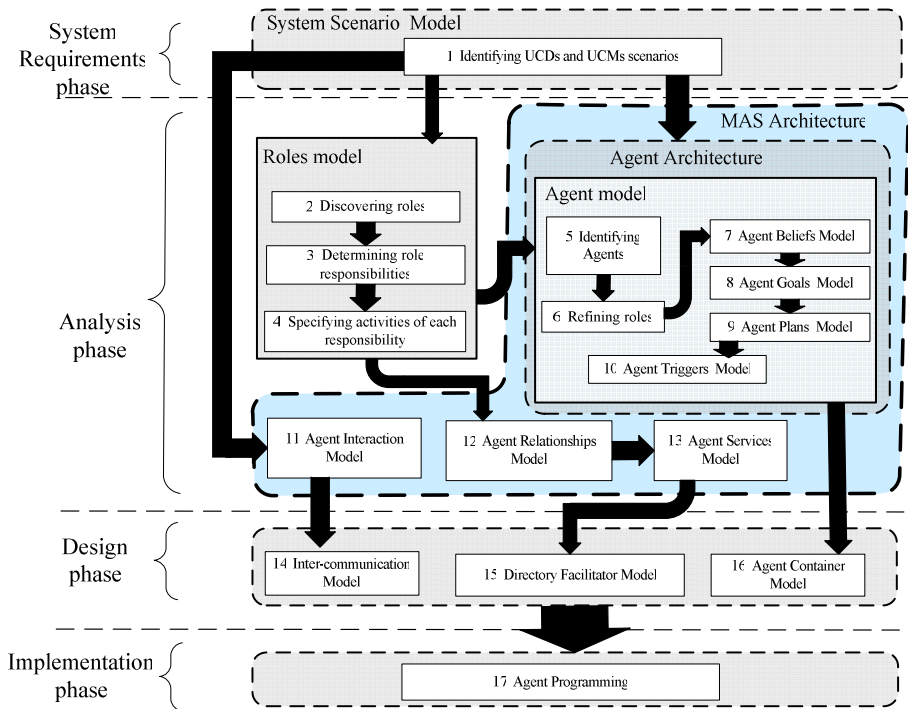 System
Requirements
phase
System Scenario Model
1 Identifying UCDs and UCMs scenarios
Analysis
phase
MAS Architecture
Roles model
2 Discovering roles
3 Determining role
responsibilities
4 Specifying activities of each
responsibility
Agent Architecture
Agent model
5 Identifying
Agents
6 Refining roles
7 Agent Beliefs Model
8 Agent Goals Model
9 Agent Plans Model
10 Agent Triggers Model
11 Agent Interaction
Model
12 Agent Relationships
Model
13 Agent Services
Model
Design
phase
14 Inter-communication
Model
15 Directory Facilitator Model
16 Agent Container
Model
Implementation
phase
17 Agent Programming